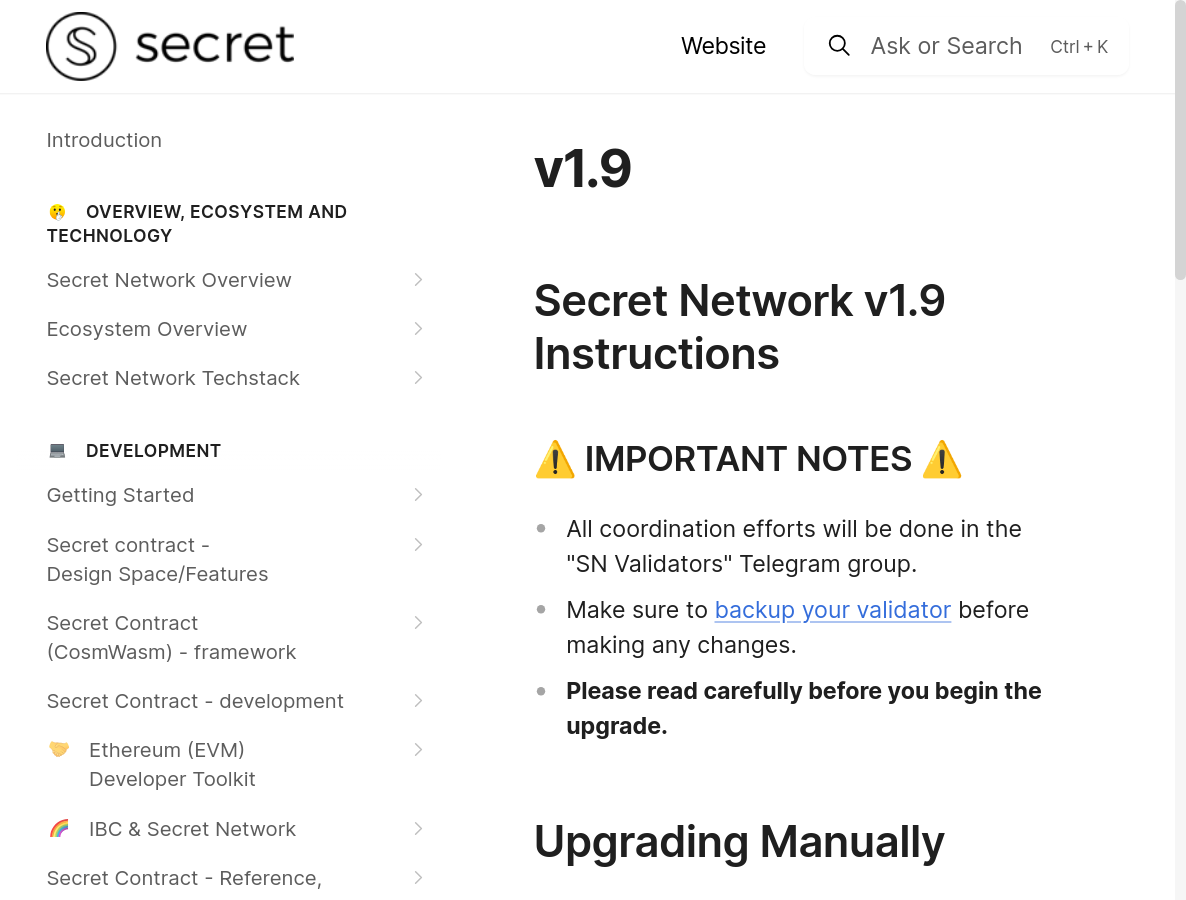 secret
Website
Ask or Search
Ctrl + K
Introduction
OVERVIEW, ECOSYSTEM AND
TECHNOLOGY
Secret Network Overview
Ecosystem Overview
Secret Network Techstack
DEVELOPMENT
Getting Started
Secret contract -
Design Space/Features
Secret Contract
(CosmWasm) - framework
Secret Contract - development
Ethereum (EVM)
Developer Toolkit
IBC & Secret Network
Secret Contract - Reference,
v1.9
Secret Network v1.9
Instructions
⚠️ IMPORTANT NOTES ⚠️
All coordination efforts will be done in the
"SN Validators" Telegram group.
Make sure to backup your validator before
making any changes.
Please read carefully before you begin the
upgrade.
Upgrading Manually